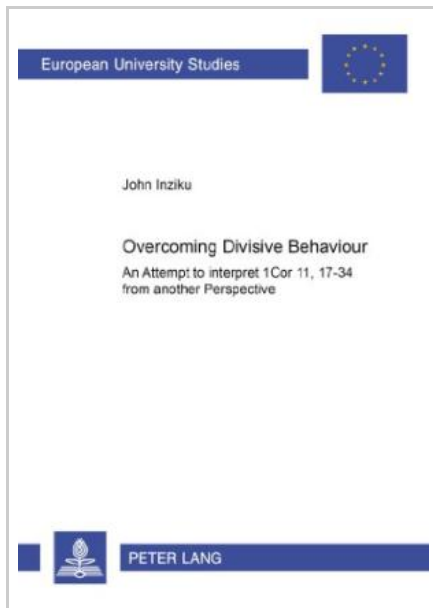 European University Studies
John Inziku
Overcoming Divisive Behaviour
An Attempt to interpret 1Cor 11, 17-34
from another Perspective
PETER LANG